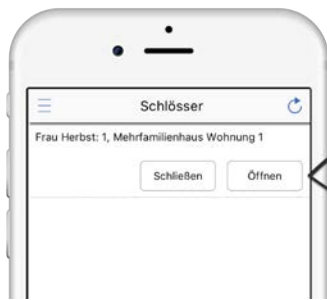 Schlösser
Frau Herbst: 1, Mehrfamilienhaus Wohnung 1
Schließen
Öffnen